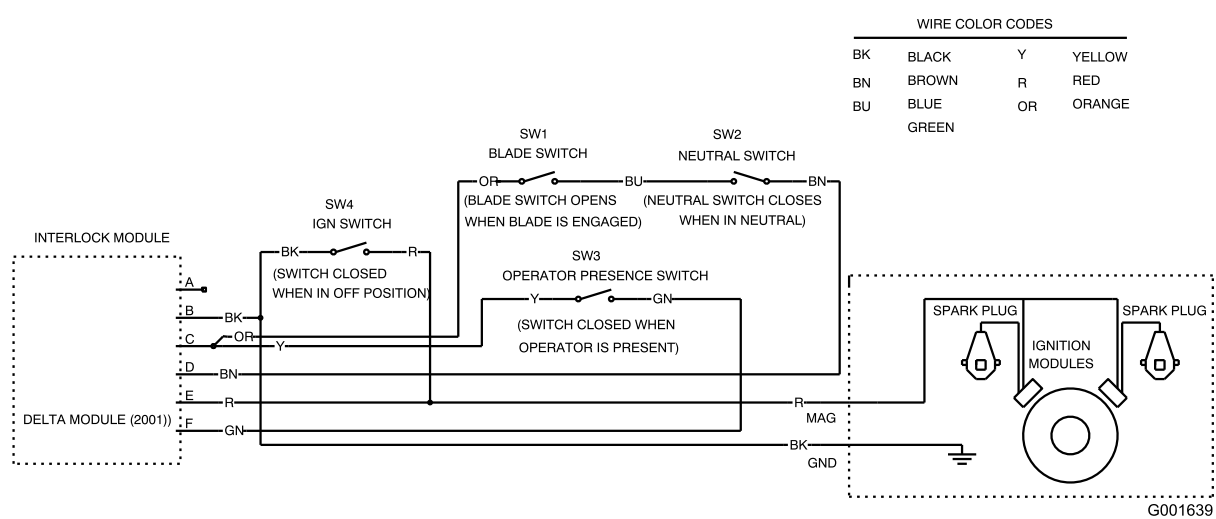 WIRE COLOR CODES
BK BLACK Y YELLOW
BN BROWN R RED
BU BLUE OR ORANGE
GREEN
SW1
BLADE SWITCH
SW2
NEUTRAL SWITCH
OR
BU
BN
(BLADE SWITCH OPENS
WHEN BLADE IS ENGAGED)
(NEUTRAL SWITCH CLOSES
WHEN IN NEUTRAL)
SW4
IGN SWITCH
BK
R
(SWITCH CLOSED
WHEN IN OFF POSITION)
SW3
OPERATOR PRESENCE SWITCH
Y
GN
(SWITCH CLOSED WHEN
OPERATOR IS PRESENT)
INTERLOCK MODULE
A
B
BK
C
OR
Y
D
BN
E
R
R
MAG
DELTA MODULE (2001))
F
GN
BK
GND
SPARK PLUG
SPARK PLUG
IGNITION
MODULES
G001639